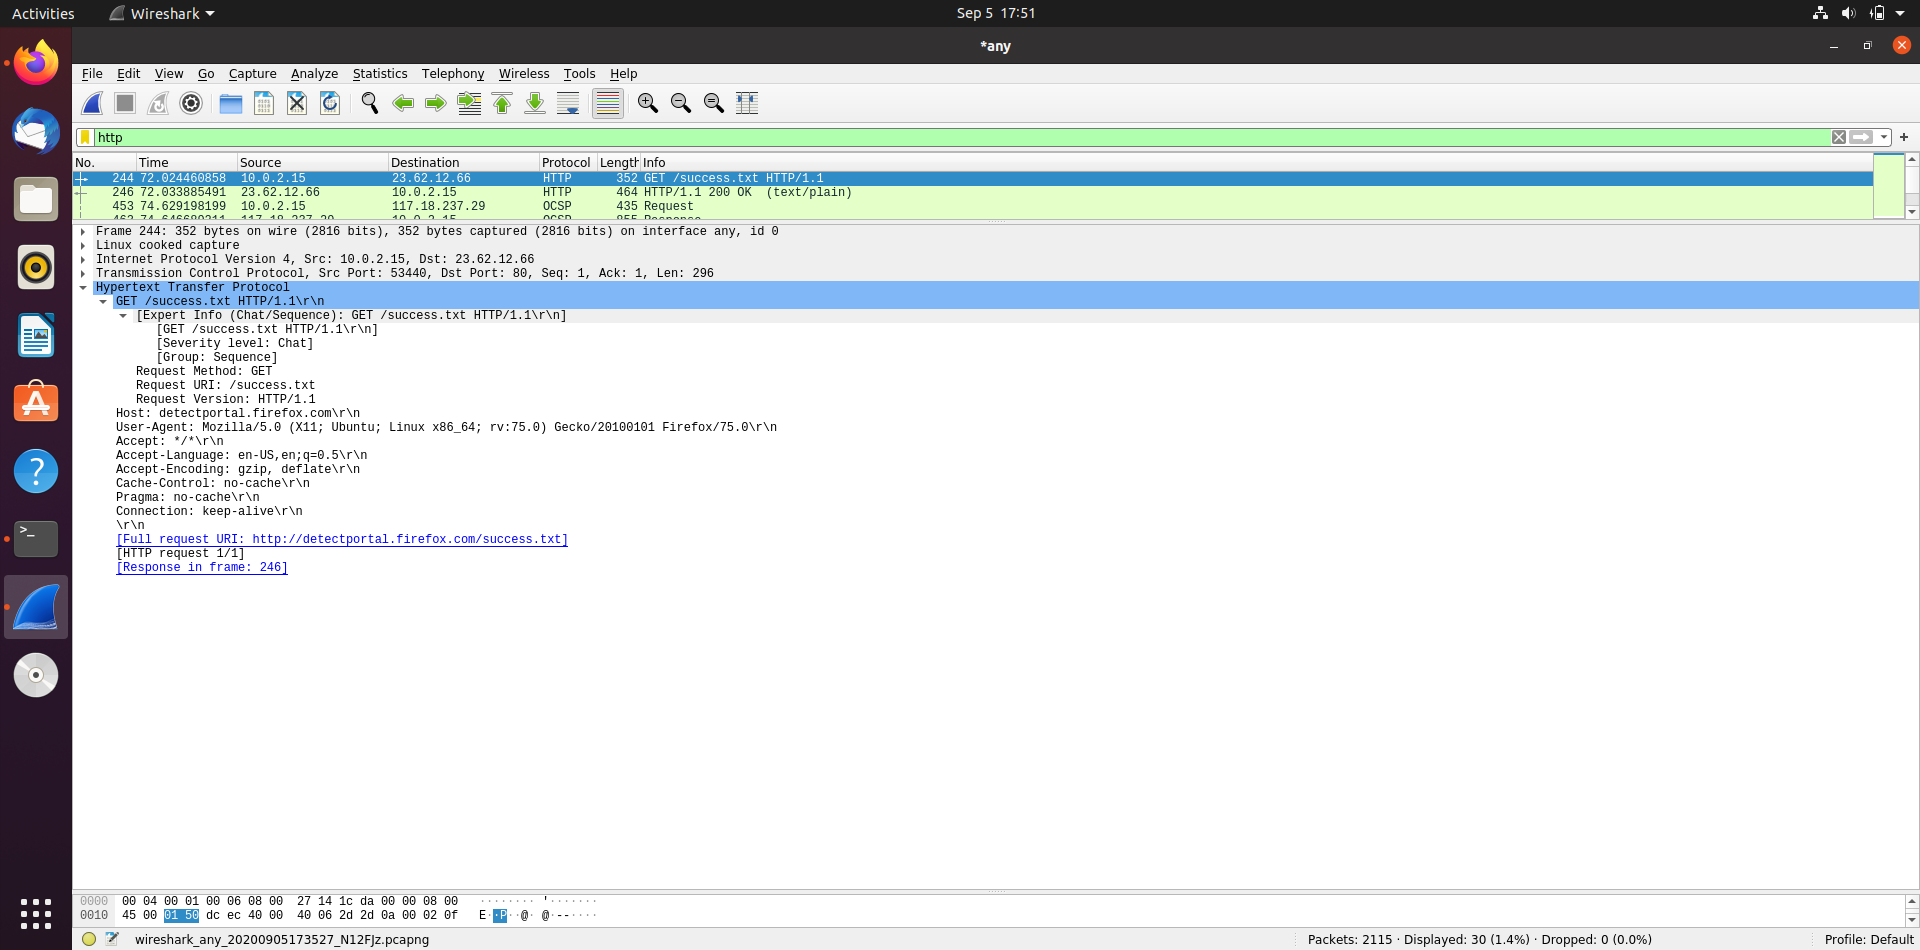 Activities Wireshark Sep 5 17:51
*any
File Edit View Go Capture Analyze Statistics Telephony Wireless Tools Help
http
No. Time Source Destination Protocol Length Info
244 72.024460858 10.0.2.15 23.62.12.66 HTTP 352 GET /success.txt HTTP/1.1
246 72.033885491 23.62.12.66 10.0.2.15 HTTP 464 HTTP/1.1 200 OK (text/plain)
453 74.629198199 10.0.2.15 117.18.237.29 OCSP 435 Request
Frame 244: 352 bytes on wire (2816 bits), 352 bytes captured (2816 bits) on interface any, id 0
Linux cooked capture
Internet Protocol Version 4, Src: 10.0.2.15, Dst: 23.62.12.66
Transmission Control Protocol, Src Port: 53440, Dst Port: 80, Seq: 1, Ack: 1, Len: 296
Hypertext Transfer Protocol
GET /success.txt HTTP/1.1\r\n
[Expert Info (Chat/Sequence): GET /success.txt HTTP/1.1\r\n]
[GET /success.txt HTTP/1.1\r\n]
[Severity level: Chat]
[Group: Sequence]
Request Method: GET
Request URI: /success.txt
Request Version: HTTP/1.1
Host: detectportal.firefox.com\r\n
User-Agent: Mozilla/5.0 (X11; Ubuntu; Linux x86_64; rv:75.0) Gecko/20100101 Firefox/75.0\r\n
Accept: */*\r\n
Accept-Language: en-US,en;q=0.5\r\n
Accept-Encoding: gzip, deflate\r\n
Cache-Control: no-cache\r\n
Pragma: no-cache\r\n
Connection: keep-alive\r\n
\r\n
[Full request URI: http://detectportal.firefox.com/success.txt]
[HTTP request 1/1]
[Response in frame: 246]
0000 00 04 00 01 00 06 08 00 27 14 1c da 00 00 08 00 ········ '·······
0010 45 00 01 50 dc ec 40 00 40 06 2d 2d 0a 00 02 0f E··P··@· @·--····
wireshark_any_20200905173527_N12FJz.pcapng Packets: 2115 · Displayed: 30 (1.4%) · Dropped: 0 (0.0%) Profile: Default